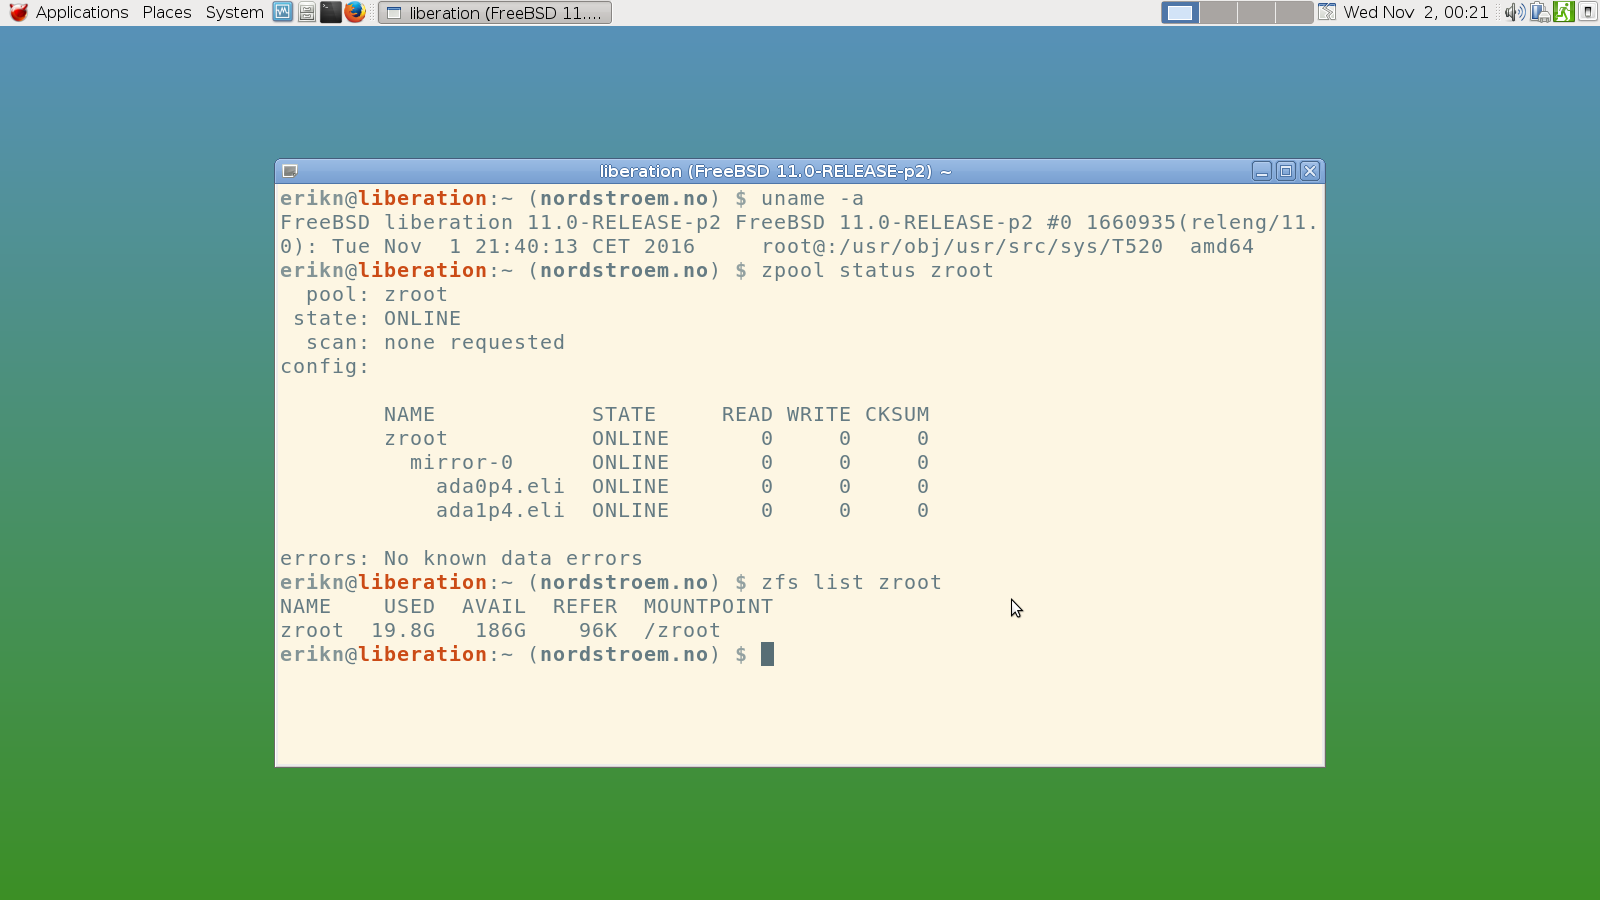 Applications Places System liberation (FreeBSD 11.... Wed Nov 2, 00:21
liberation (FreeBSD 11.0-RELEASE-p2) ~
erikn@liberation:~ (nordstroem.no) $ uname -a
FreeBSD liberation 11.0-RELEASE-p2 FreeBSD 11.0-RELEASE-p2 #0 1660935(releng/11.
0): Tue Nov  1 21:40:13 CET 2016     root@:/usr/obj/usr/src/sys/T520  amd64
erikn@liberation:~ (nordstroem.no) $ zpool status zroot
  pool: zroot
 state: ONLINE
  scan: none requested
config:

        NAME            STATE     READ WRITE CKSUM
        zroot           ONLINE       0     0     0
          mirror-0      ONLINE       0     0     0
            ada0p4.eli  ONLINE       0     0     0
            ada1p4.eli  ONLINE       0     0     0

errors: No known data errors
erikn@liberation:~ (nordstroem.no) $ zfs list zroot
NAME    USED  AVAIL  REFER  MOUNTPOINT
zroot  19.8G   186G    96K  /zroot
erikn@liberation:~ (nordstroem.no) $